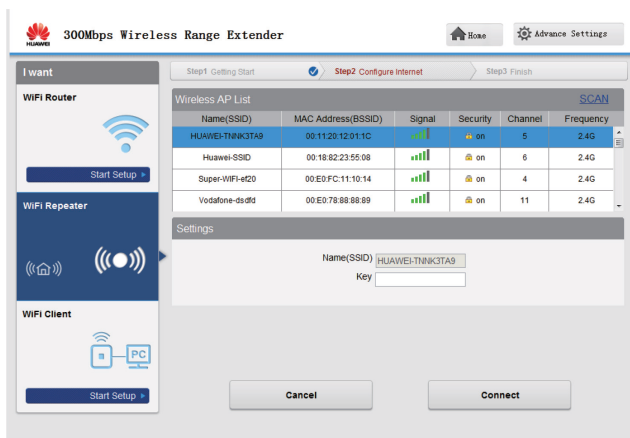 HUAWEI
300Mbps Wireless Range Extender
Home
Advance Settings
I want
WiFi Router
Start Setup
WiFi Repeater
WiFi Client
PC
Start Setup
Step1 Getting Start
Step2 Configure Internet
Step3 Finish
Wireless AP List SCAN
Name(SSID) MAC Address(BSSID) Signal Security Channel Frequency
HUAWEI-TNNK3TA9 00:11:20:12:01:1C on 5 2.4G
Huawei-SSID 00:18:82:23:55:08 on 6 2.4G
Super-WIFI-ef20 00:E0:FC:11:10:14 on 4 2.4G
Vodafone-dsdfd 00:E0:78:88:88:89 on 11 2.4G
Settings
Name(SSID) HUAWEI-TNNK3TA9
Key
Cancel Connect